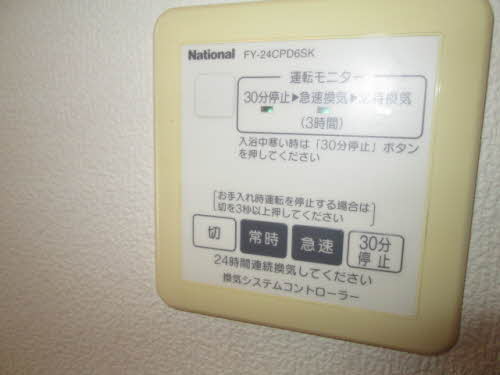 National FY-24CPD6SK
運転モニター
30分停止▶急速換気▶常時換気
(3時間)
入浴中寒い時は「30分停止」ボタン
を押してください
お手入れ時運転を停止する場合は
切を3秒以上押してください
切 常時 急速 30分
停止
24時間連続換気してください
換気システムコントローラー